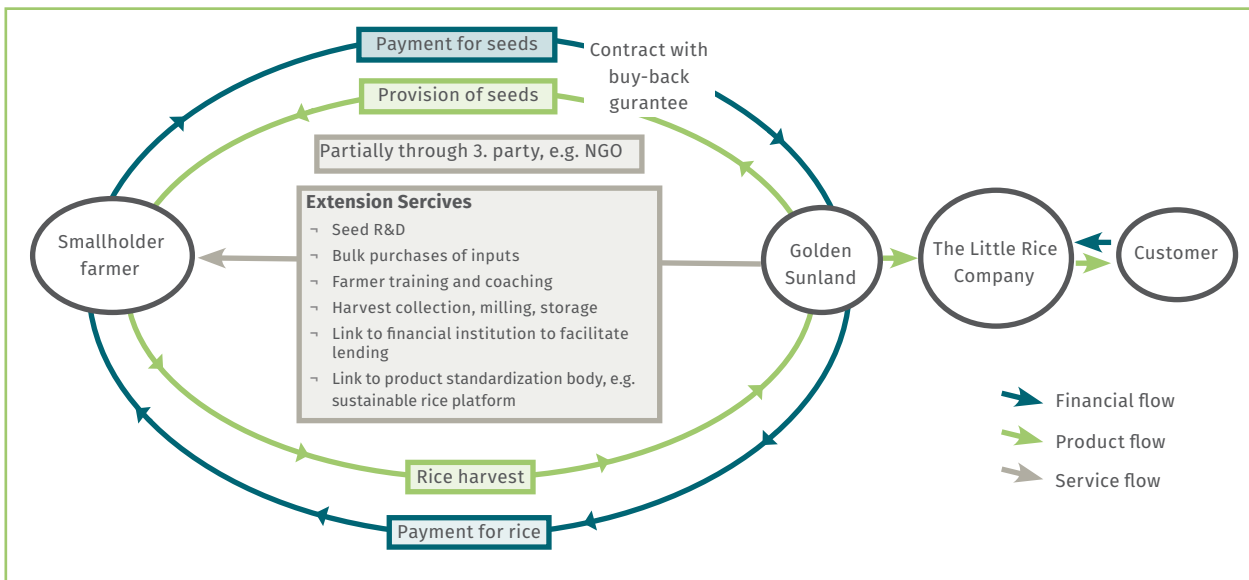 Payment for seeds
Contract with
buy-back
gurantee
Provision of seeds
Partially through 3. party, e.g. NGO
Extension Sercives
¬ Seed R&D
¬ Bulk purchases of inputs
¬ Farmer training and coaching
¬ Harvest collection, milling, storage
¬ Link to financial institution to facilitate
lending
¬ Link to product standardization body, e.g.
sustainable rice platform
Smallholder
farmer
Golden
Sunland
The Little Rice
Company
Customer
Rice harvest
Payment for rice
Financial flow
Product flow
Service flow